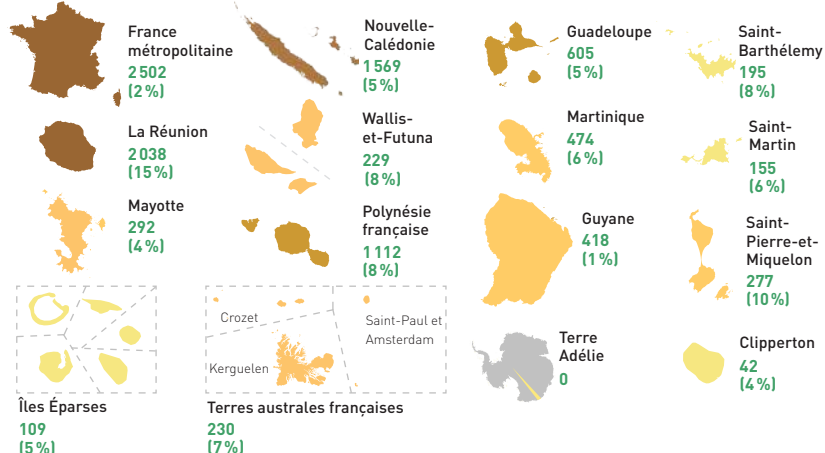 France
métropolitaine
2 502
(2 %)
Nouvelle-
Calédonie
1 569
(5 %)
Guadeloupe
605
(5 %)
Saint-
Barthélemy
195
(8 %)
La Réunion
2 038
(15 %)
Wallis-
et-Futuna
229
(8 %)
Martinique
474
(6 %)
Saint-
Martin
155
(6 %)
Mayotte
292
(4 %)
Polynésie
française
1 112
(8 %)
Guyane
418
(1 %)
Saint-
Pierre-et-
Miquelon
277
(10 %)
Îles Éparses
109
(5 %)
Crozet
Saint-Paul et
Amsterdam
Kerguelen
Terres australes françaises
230
(7 %)
Terre
Adélie
0
Clipperton
42
(4 %)